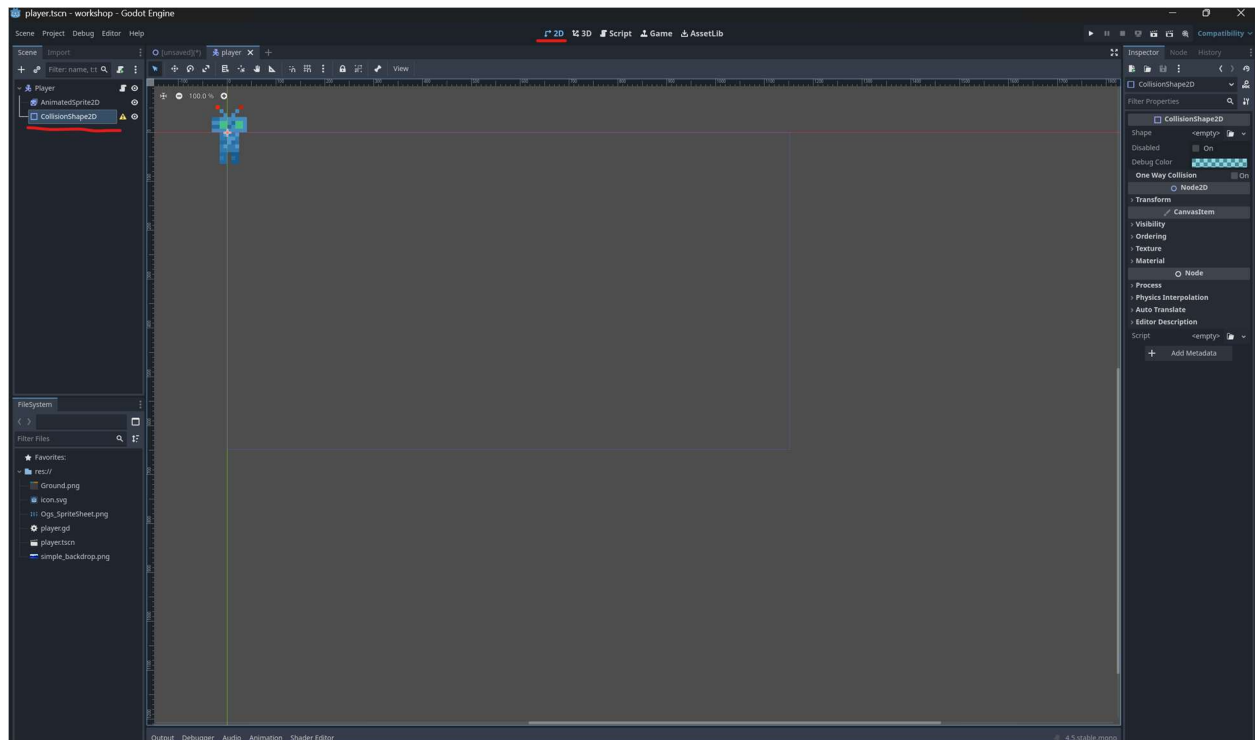 player.tscn - workshop - Godot Engine
Scene Project Debug Editor Help
2D 3D Script Game AssetLib
Compatibility
Scene Import
[unsaved](*) player
Inspector Node History
Filter: name, t:t
View
Player
AnimatedSprite2D
CollisionShape2D
100.0 %
CollisionShape2D
Filter Properties
CollisionShape2D
Shape <empty>
Disabled On
Debug Color
One Way Collision On
Node2D
Transform
CanvasItem
Visibility
Ordering
Texture
Material
Node
Process
Physics Interpolation
Auto Translate
Editor Description
Script <empty>
Add Metadata
FileSystem
Filter Files
Favorites:
res://
Ground.png
icon.svg
Ogs_SpriteSheet.png
player.gd
player.tscn
simple_backdrop.png
Output Debugger Audio Animation Shader Editor
4.5.stable.mono